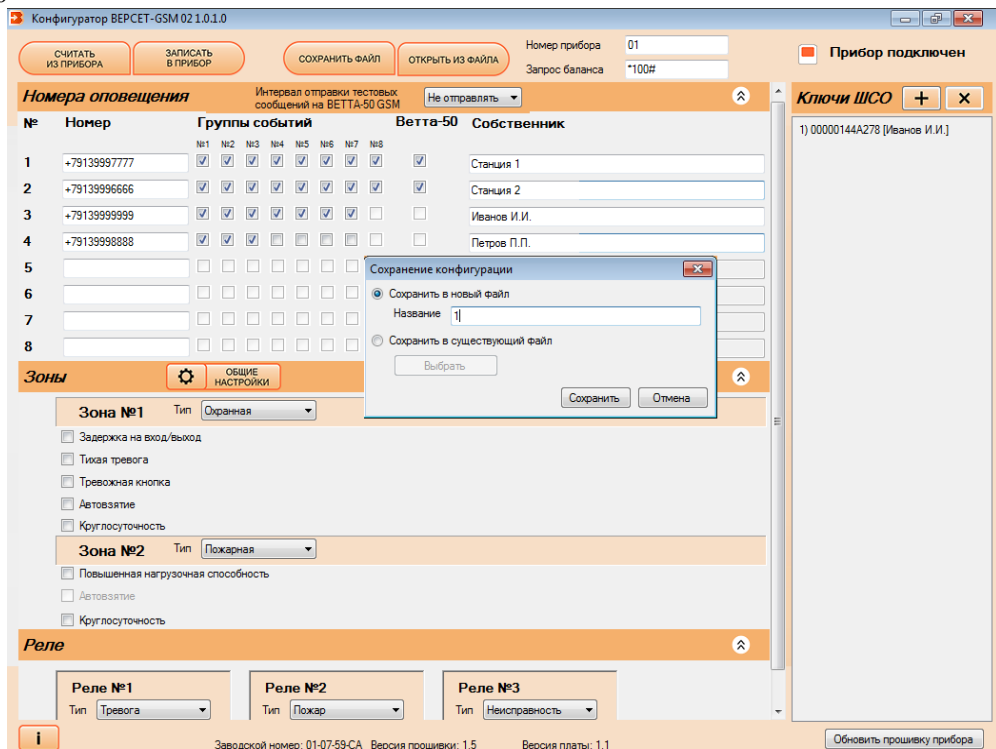 Конфигуратор ВЕРСЕТ-GSM 02 1.0.1.0
СЧИТАТЬ ИЗ ПРИБОРА
ЗАПИСАТЬ В ПРИБОР
СОХРАНИТЬ ФАЙЛ
ОТКРЫТЬ ИЗ ФАЙЛА
Номер прибора 01
Запрос баланса *100#
Прибор подключен
Номера оповещения
Интервал отправки тестовых
сообщений на ВЕТТА-50 GSM
Не отправлять
Ключи ШСО + x
1) 00000144A278 [Иванов И.И.]
№ Номер Группы событий Ветта-50 Собственник
№1 №2 №3 №4 №5 №6 №7 №8
1 +79139997777 Станция 1
2 +79139996666 Станция 2
3 +79139999999 Иванов И.И.
4 +79139998888 Петров П.П.
5
6
7
8
Сохранение конфигурации
Сохранить в новый файл
Название 1
Сохранить в существующий файл
Выбрать
Сохранить Отмена
Зоны ОБЩИЕ НАСТРОЙКИ
Зона №1 Тип Охранная
Задержка на вход/выход
Тихая тревога
Тревожная кнопка
Автовзятие
Круглосуточность
Зона №2 Тип Пожарная
Повышенная нагрузочная способность
Автовзятие
Круглосуточность
Реле
Реле №1 Реле №2 Реле №3
Тип Тревога Тип Пожар Тип Неисправность
i
Заводской номер: 01-07-59-CA Версия прошивки: 1.5 Версия платы: 1.1
Обновить прошивку прибора